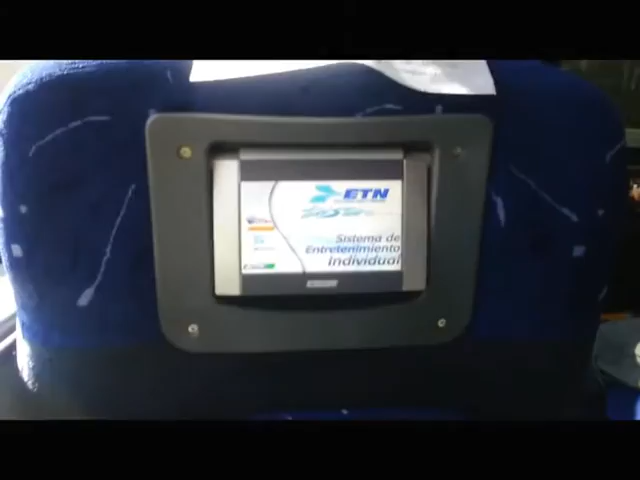 ETN
Sistema de
Entretenimiento
Individual